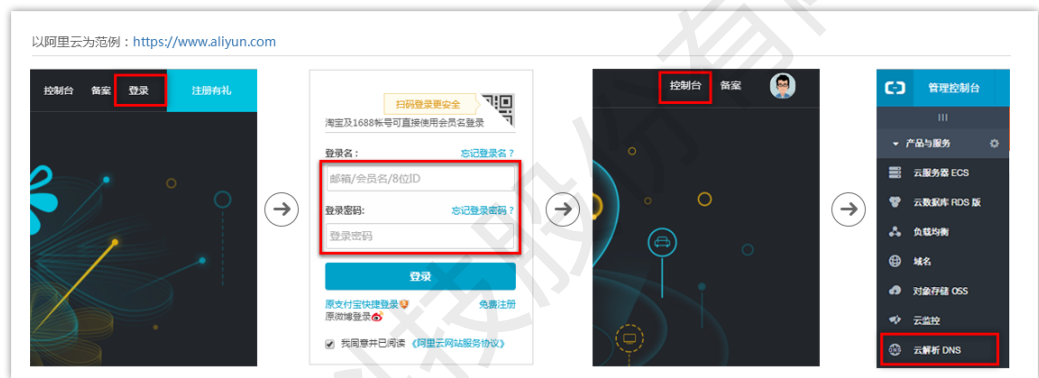 以阿里云为范例：https://www.aliyun.com
控制台 备案 登录 注册有礼
扫码登录更安全
淘宝及1688帐号可直接使用会员名登录
登录名： 忘记登录名？
邮箱/会员名/8位ID
登录密码: 忘记登录密码？
登录密码
登录
原支付宝快捷登录 免费注册
原微博登录
我同意并已阅读 《阿里云网站服务协议》
控制台 备案
管理控制台
产品与服务
云服务器 ECS
云数据库 RDS 版
负载均衡
域名
对象存储 OSS
云监控
云解析 DNS
科技股份有